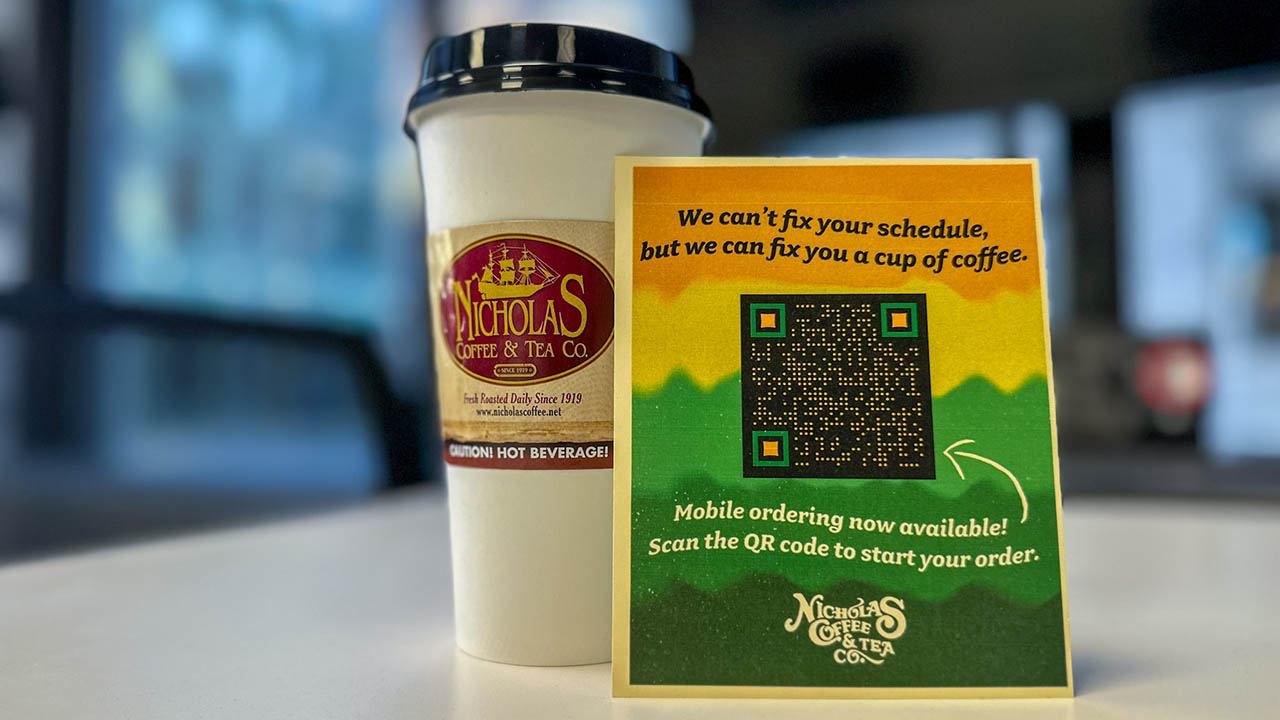 NICHOLAS
COFFEE & TEA CO.
SINCE 1919
Fresh Roasted Daily Since 1919
www.nicholascoffee.net
CAUTION! HOT BEVERAGE!
We can't fix your schedule,
but we can fix you a cup of coffee.
Mobile ordering now available!
Scan the QR code to start your order.
NICHOLAS
COFFEE
& TEA
CO.